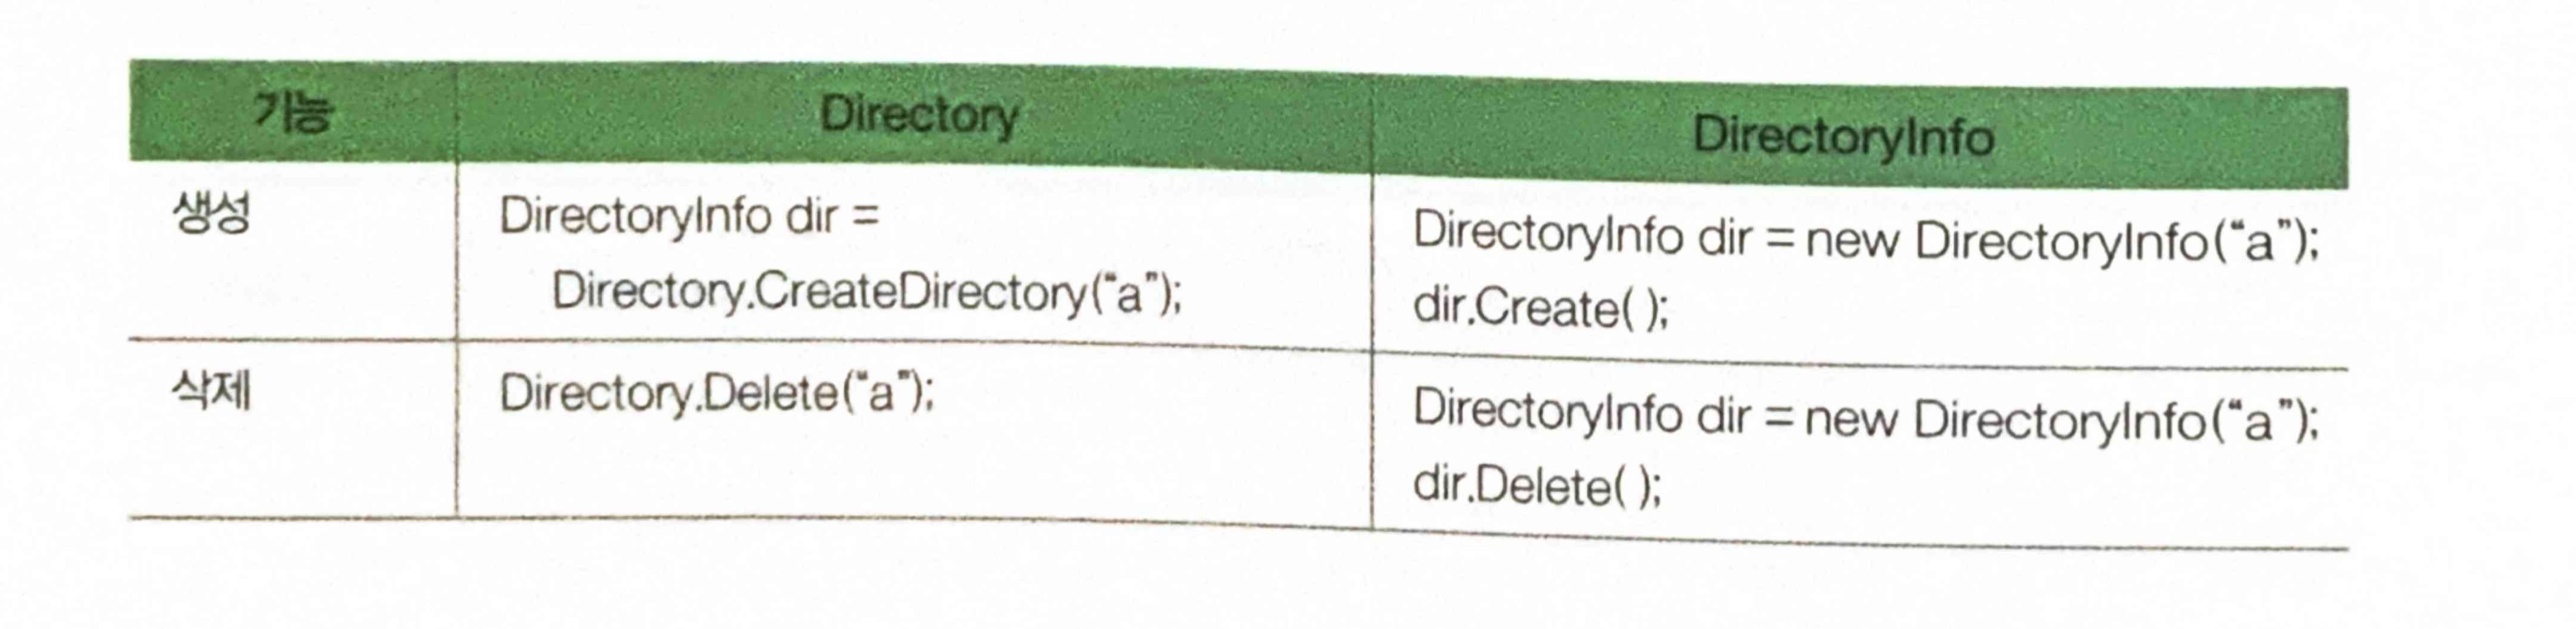 기능 Directory DirectoryInfo
생성 DirectoryInfo dir = DirectoryInfo dir = new DirectoryInfo(“a”);
Directory.CreateDirectory(“a”); dir.Create( );
삭제 Directory.Delete(“a”); DirectoryInfo dir = new DirectoryInfo(“a”);
dir.Delete( );